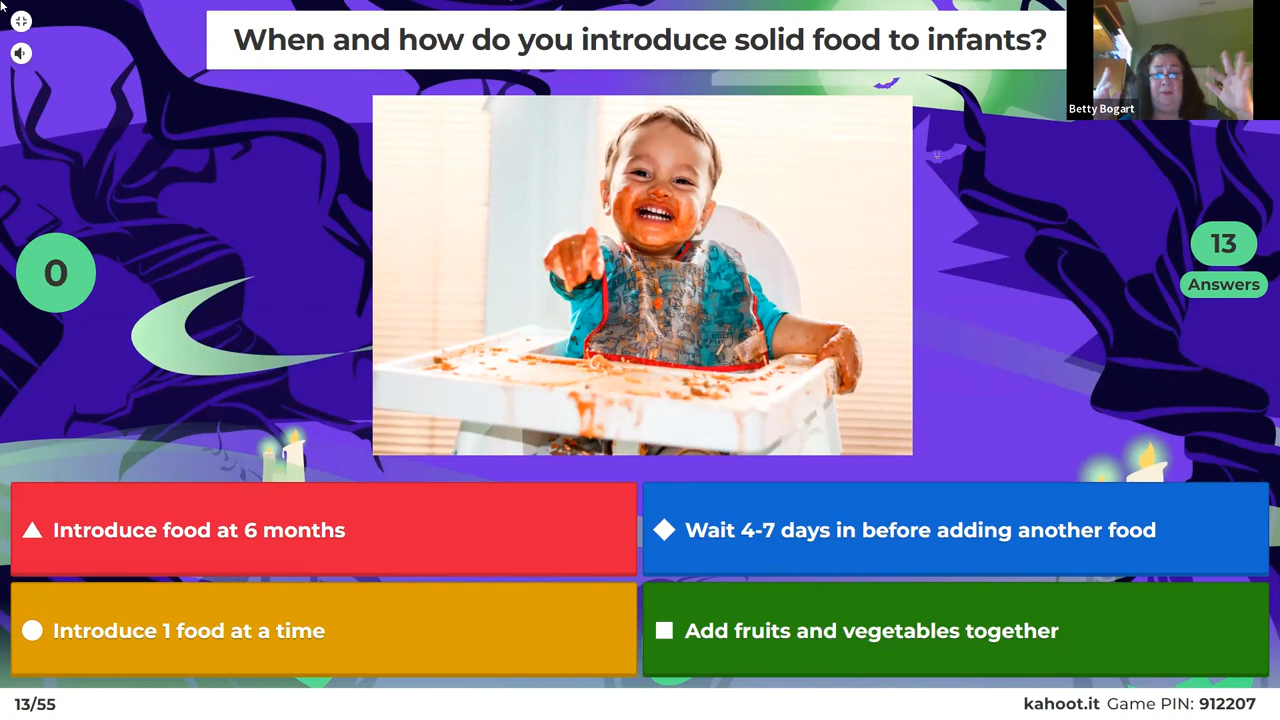 When and how do you introduce solid food to infants?
Betty Bogart
0
13
Answers
Introduce food at 6 months
Wait 4-7 days in before adding another food
Introduce 1 food at a time
Add fruits and vegetables together
13/55
kahoot.it Game PIN: 912207